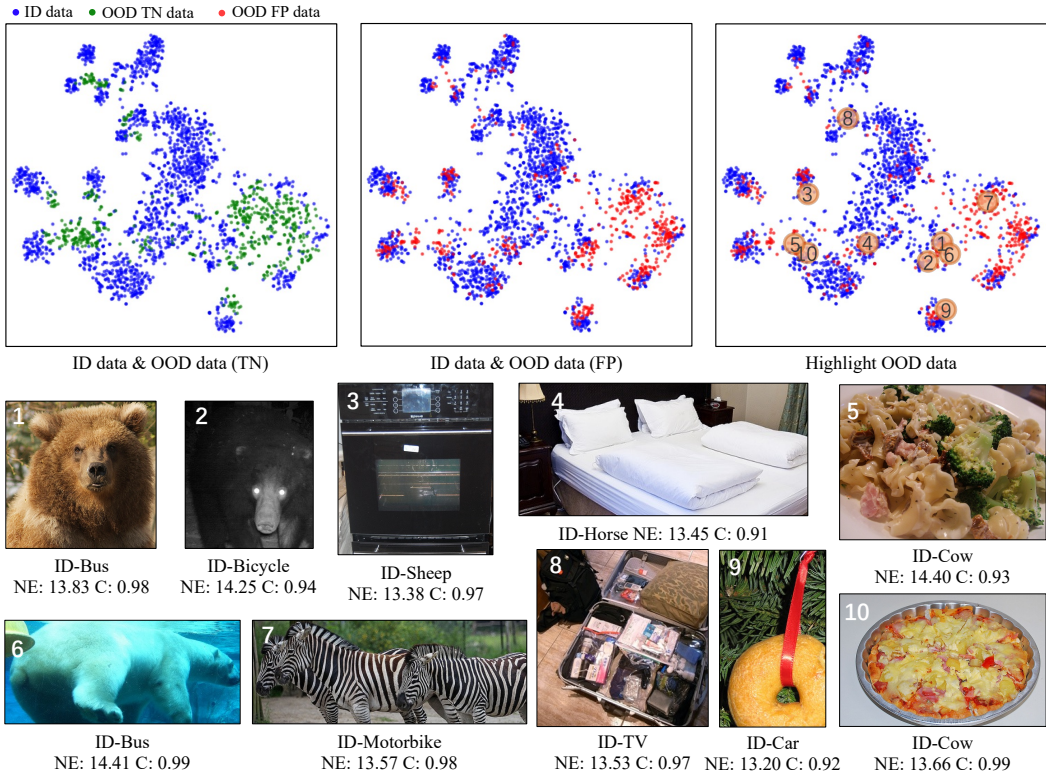 ID data OOD TN data OOD FP data
8
3
7
5
10
4
1
2
6
9
ID data & OOD data (TN)
ID data & OOD data (FP)
Highlight OOD data
1
2
3
4
5
ID-Bus
NE: 13.83 C: 0.98
ID-Bicycle
NE: 14.25 C: 0.94
ID-Sheep
NE: 13.38 C: 0.97
ID-Horse NE: 13.45 C: 0.91
ID-Cow
NE: 14.40 C: 0.93
6
7
8
9
10
ID-Bus
NE: 14.41 C: 0.99
ID-Motorbike
NE: 13.57 C: 0.98
ID-TV
NE: 13.53 C: 0.97
ID-Car
NE: 13.20 C: 0.92
ID-Cow
NE: 13.66 C: 0.99